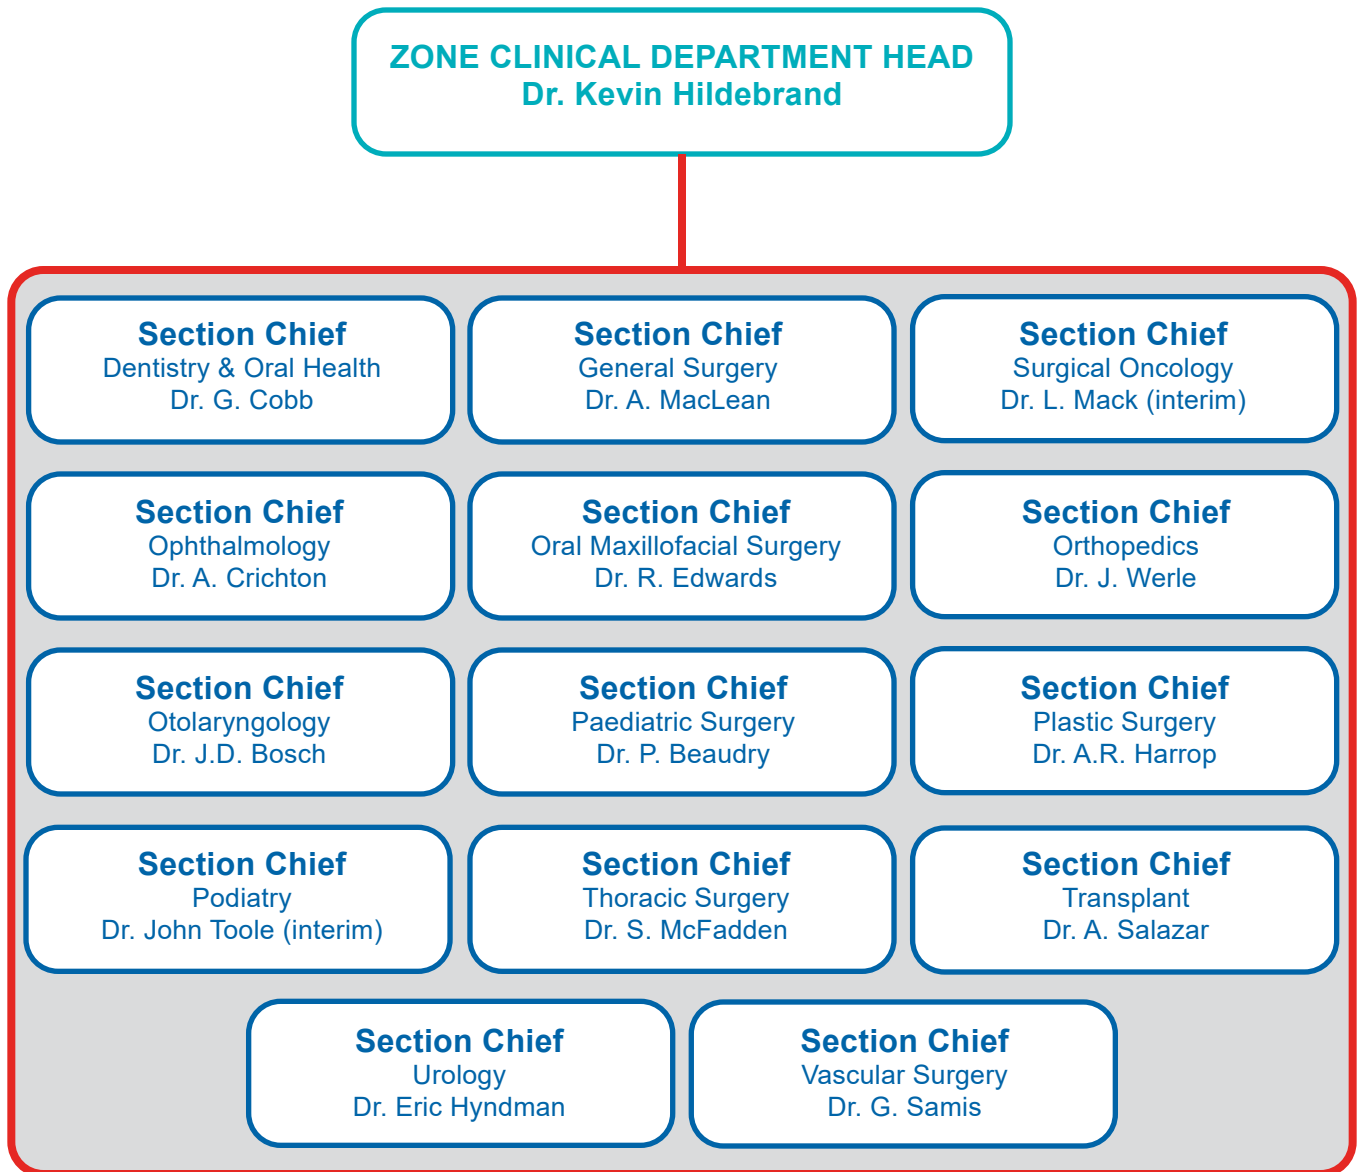 ZONE CLINICAL DEPARTMENT HEAD
Dr. Kevin Hildebrand
Section Chief
Dentistry & Oral Health
Dr. G. Cobb
Section Chief
General Surgery
Dr. A. MacLean
Section Chief
Surgical Oncology
Dr. L. Mack (interim)
Section Chief
Ophthalmology
Dr. A. Crichton
Section Chief
Oral Maxillofacial Surgery
Dr. R. Edwards
Section Chief
Orthopedics
Dr. J. Werle
Section Chief
Otolaryngology
Dr. J.D. Bosch
Section Chief
Paediatric Surgery
Dr. P. Beaudry
Section Chief
Plastic Surgery
Dr. A.R. Harrop
Section Chief
Podiatry
Dr. John Toole (interim)
Section Chief
Thoracic Surgery
Dr. S. McFadden
Section Chief
Transplant
Dr. A. Salazar
Section Chief
Urology
Dr. Eric Hyndman
Section Chief
Vascular Surgery
Dr. G. Samis